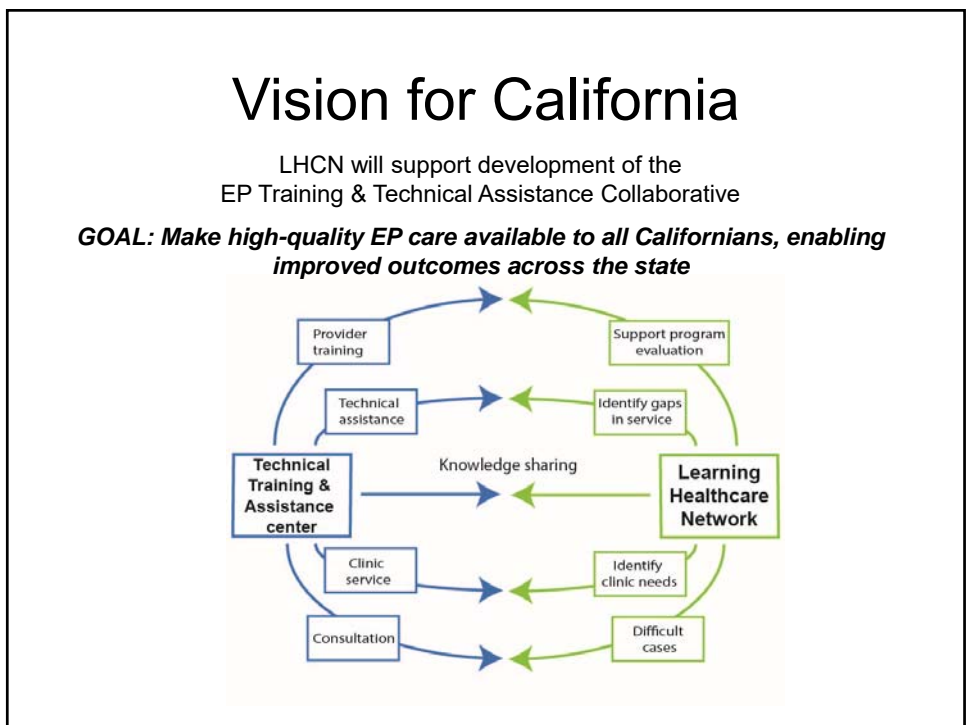 Vision for California
LHCN will support development of the
EP Training & Technical Assistance Collaborative
GOAL: Make high-quality EP care available to all Californians, enabling
improved outcomes across the state
Provider
training
Support program
evaluation
Technical
assistance
Identify gaps
in service
Technical
Training &
Assistance
center
Knowledge sharing
Learning
Healthcare
Network
Clinic
service
Identify
clinic needs
Consultation
Difficult
cases